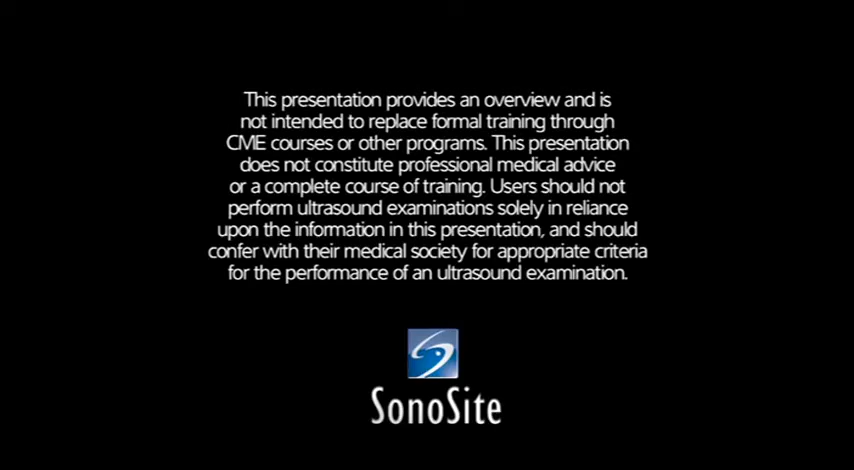 This presentation provides an overview and is
not intended to replace formal training through
CME courses or other programs. This presentation
does not constitute professional medical advice
or a complete course of training. Users should not
perform ultrasound examinations solely in reliance
upon the information in this presentation, and should
confer with their medical society for appropriate criteria
for the performance of an ultrasound examination.
SonoSite